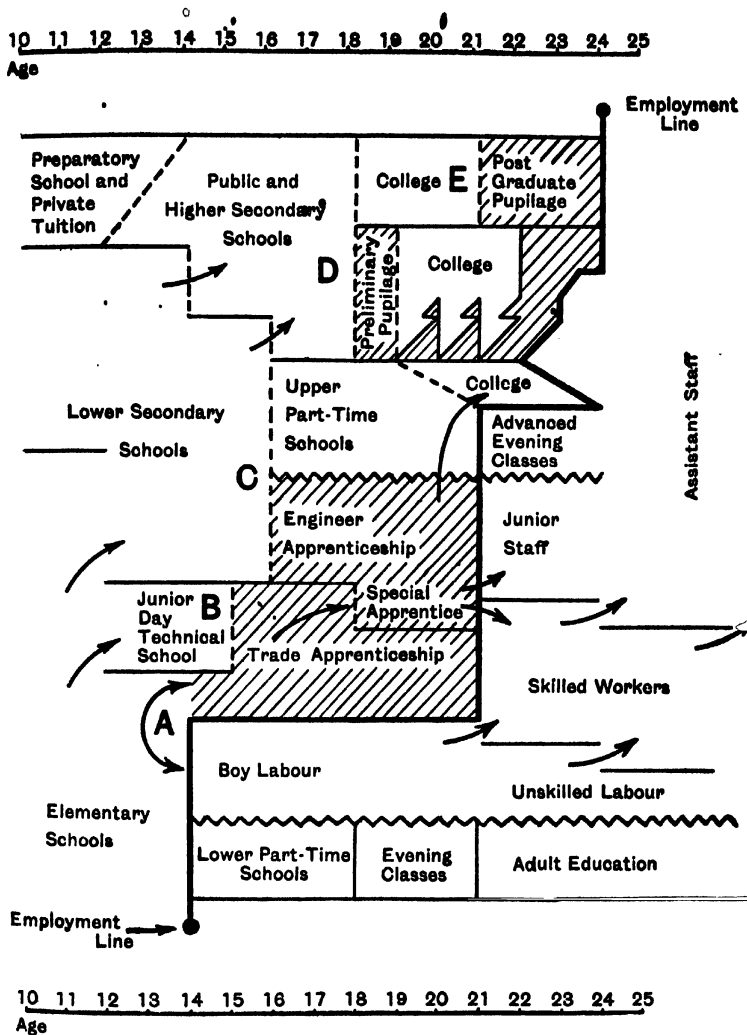 10 11 12 13 14 15 16 17 18 19 20 21 22 23 24 25
Age
Employment
Line
Preparatory
School and
Private
Tuition
Public and
Higher Secondary
Schools
College
E
Post
Graduate
Pupilage
D
Preliminary
Pupilage
College
Lower Secondary
Schools
Upper
Part-Time
Schools
College
Advanced
Evening
Classes
Assistant Staff
C
Engineer
Apprenticeship
Junior
Staff
Junior
Day
Technical
School
B
Special
Apprentice
Trade Apprenticeship
Skilled Workers
A
Boy Labour
Unskilled Labour
Elementary
Schools
Lower Part-Time
Schools
Evening
Classes
Adult Education
Employment
Line
10 11 12 13 14 15 16 17 18 19 20 21 22 23 24 25
Age